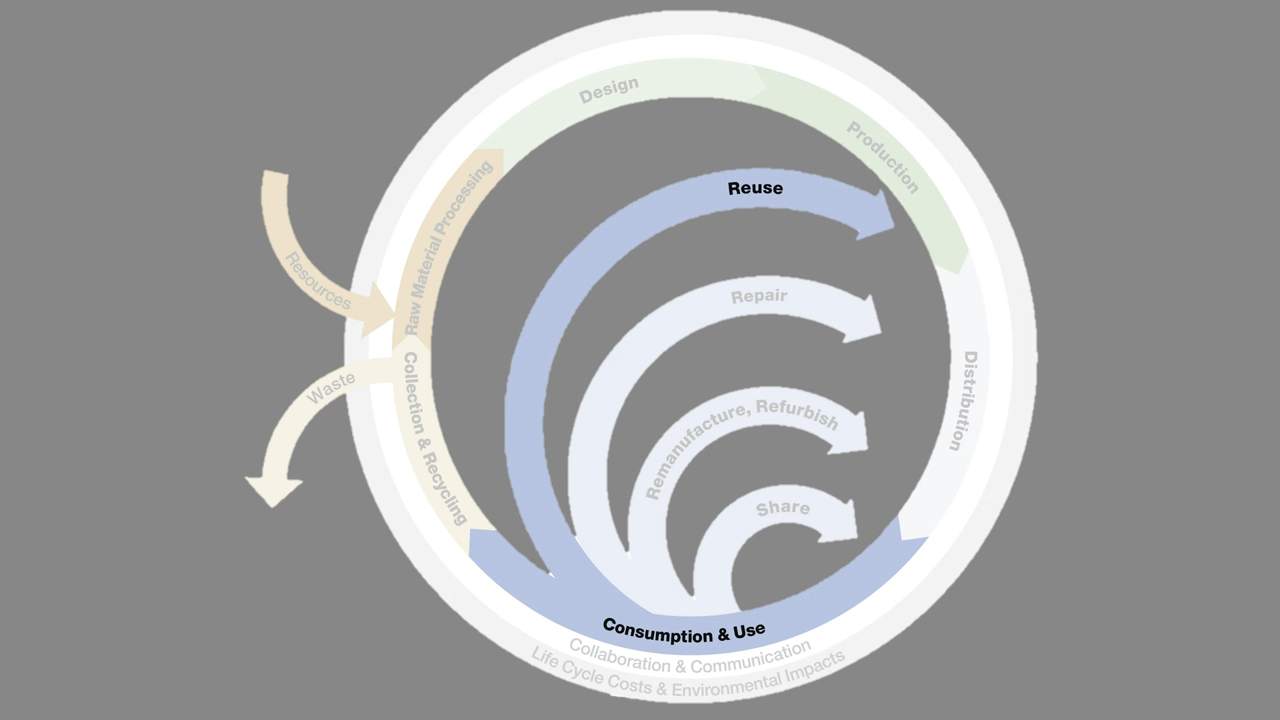 Design
Production
Raw Material Processing
Reuse
Resources
Repair
Distribution
Waste
Collection & Recycling
Remanufacture, Refurbish
Share
Consumption & Use
Collaboration & Communication
Life Cycle Costs & Environmental Impacts